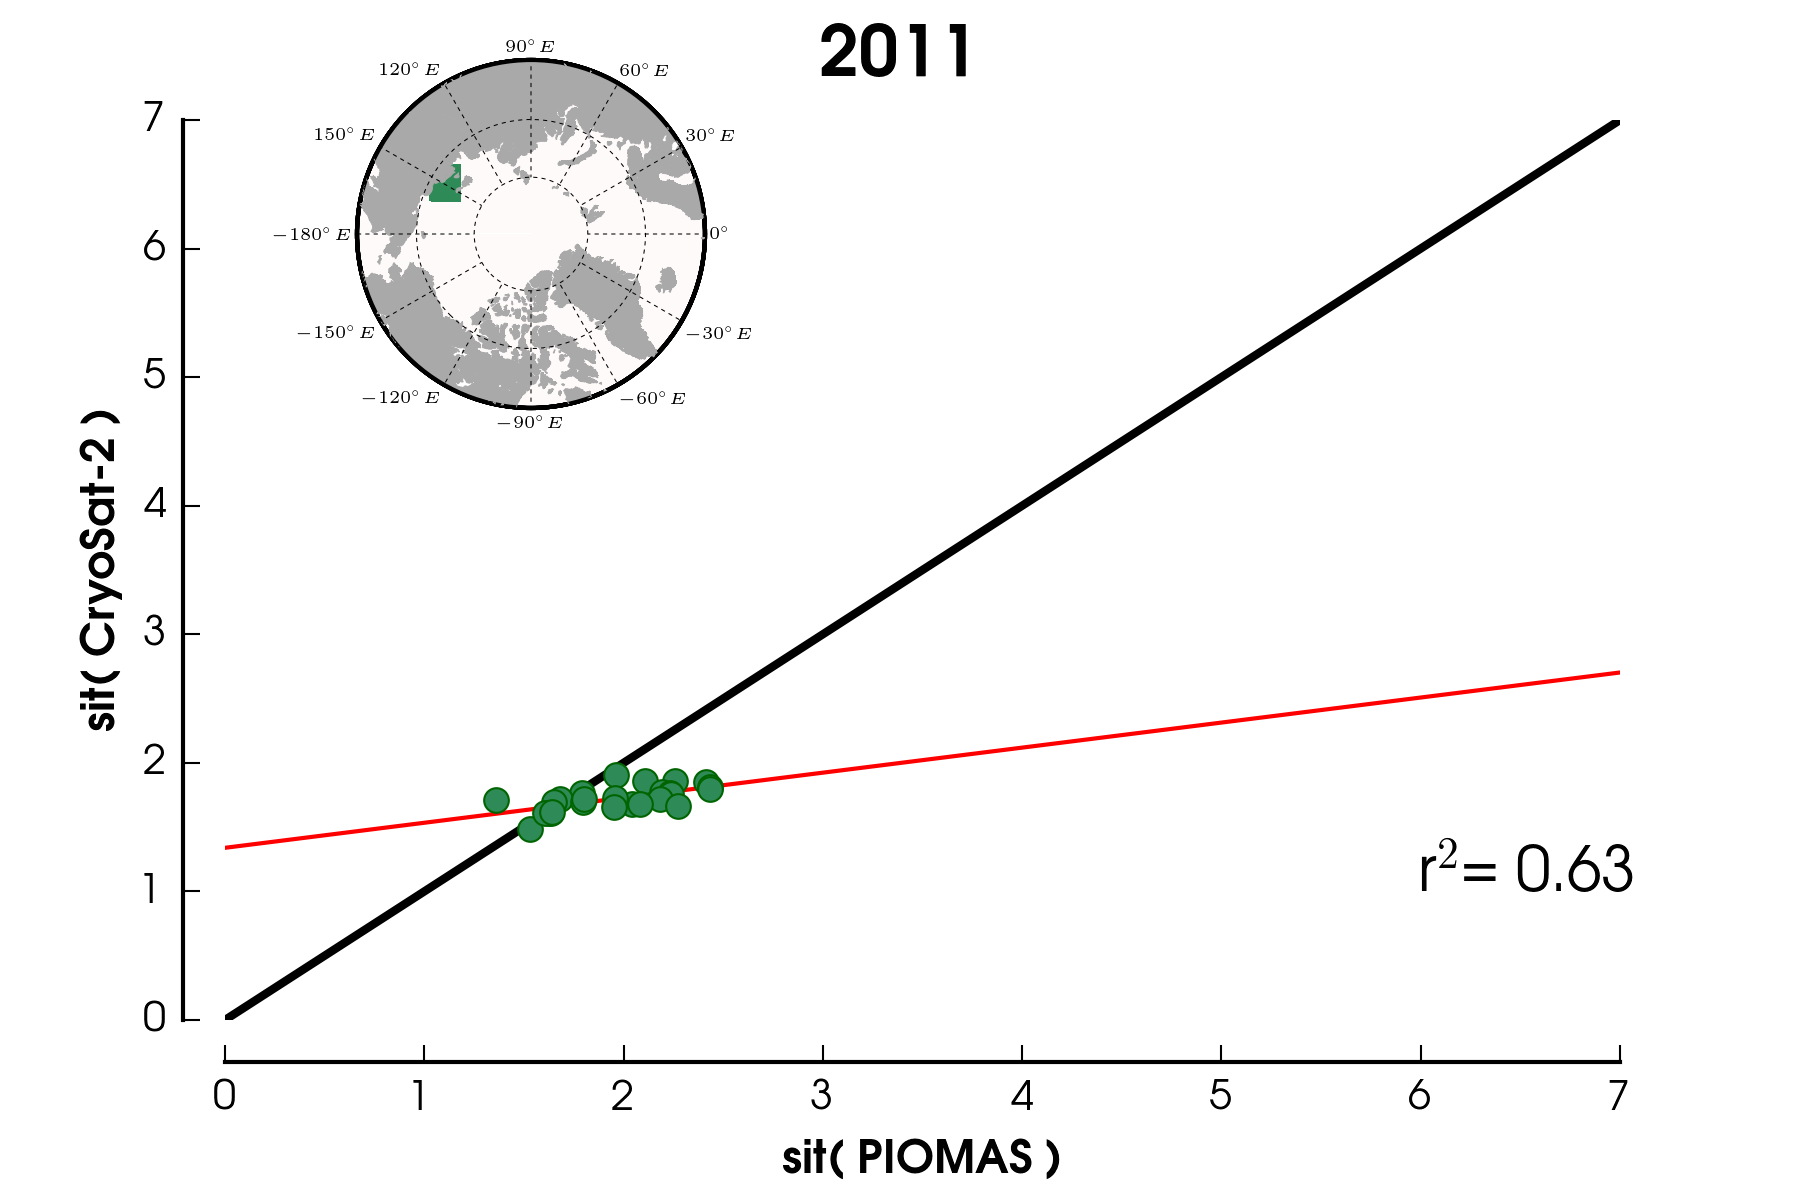 2011
90° E
120° E
60° E
150° E
30° E
−180° E
0°
−150° E
−30° E
−120° E
−60° E
−90° E
7
6
5
4
3
2
1
0
sit( CryoSat-2 )
r²= 0.63
0 1 2 3 4 5 6 7
sit( PIOMAS )